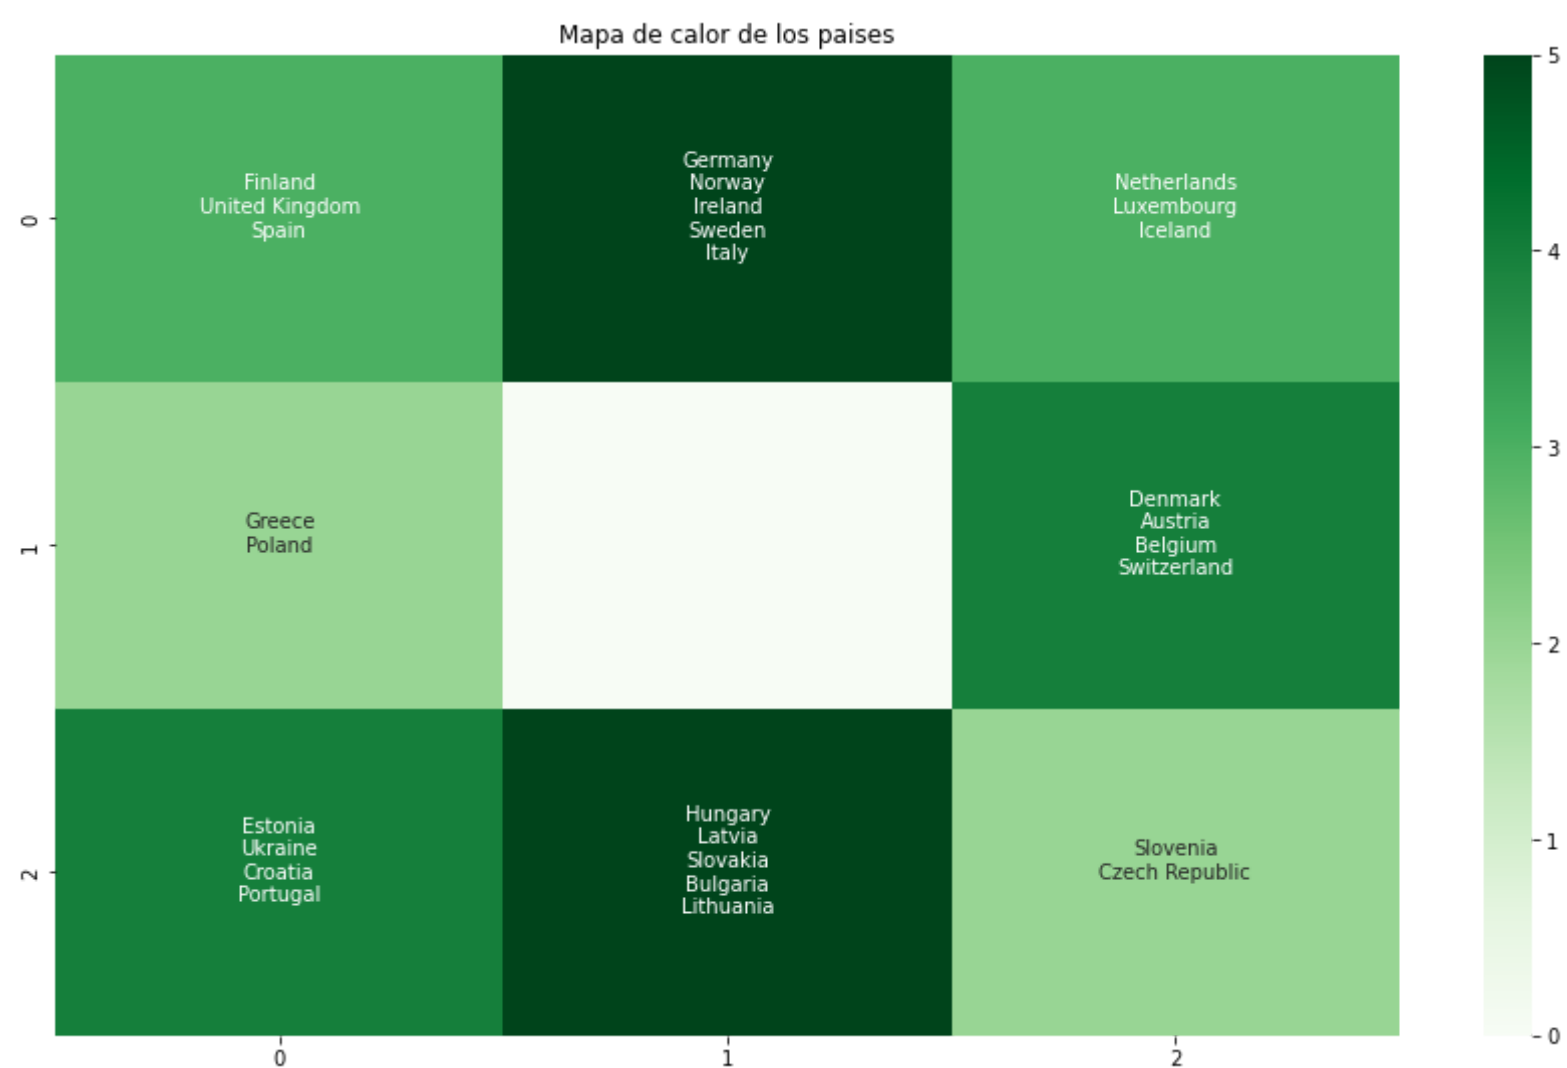 Mapa de calor de los paises
Finland
United Kingdom
Spain
Germany
Norway
Ireland
Sweden
Italy
Netherlands
Luxembourg
Iceland
Greece
Poland
Denmark
Austria
Belgium
Switzerland
Estonia
Ukraine
Croatia
Portugal
Hungary
Latvia
Slovakia
Bulgaria
Lithuania
Slovenia
Czech Republic
0
1
2
0
1
2
5
4
3
2
1
0